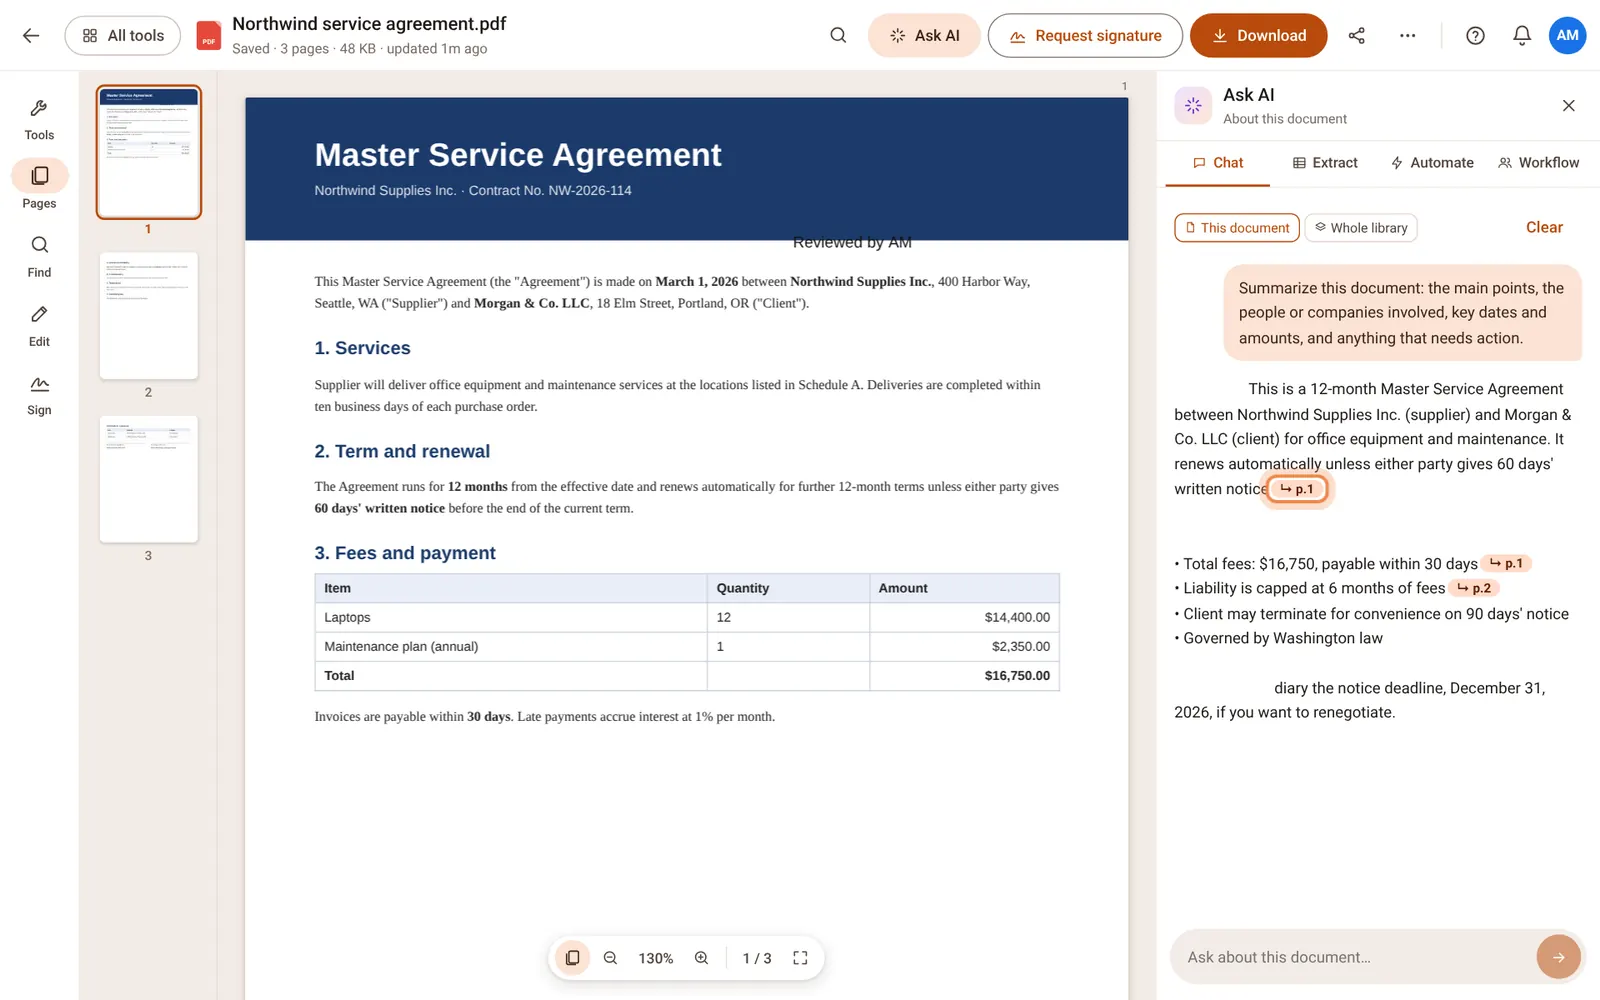 All tools
PDF
Northwind service agreement.pdf
Saved · 3 pages · 48 KB · updated 1m ago
Ask AI
Request signature
Download
AM
Tools
Pages
Find
Edit
Sign
1
2
3
1
Master Service Agreement
Northwind Supplies Inc. · Contract No. NW-2026-114
Reviewed by AM
This Master Service Agreement (the "Agreement") is made on March 1, 2026 between Northwind Supplies Inc., 400 Harbor Way,
Seattle, WA ("Supplier") and Morgan & Co. LLC, 18 Elm Street, Portland, OR ("Client").
1. Services
Supplier will deliver office equipment and maintenance services at the locations listed in Schedule A. Deliveries are completed within
ten business days of each purchase order.
2. Term and renewal
The Agreement runs for 12 months from the effective date and renews automatically for further 12-month terms unless either party gives
60 days' written notice before the end of the current term.
3. Fees and payment
Item Quantity Amount
Laptops 12 $14,400.00
Maintenance plan (annual) 1 $2,350.00
Total $16,750.00
Invoices are payable within 30 days. Late payments accrue interest at 1% per month.
130%
1 / 3
Ask AI
About this document
Chat
Extract
Automate
Workflow
This document
Whole library
Clear
Summarize this document: the main points, the
people or companies involved, key dates and
amounts, and anything that needs action.
This is a 12-month Master Service Agreement
between Northwind Supplies Inc. (supplier) and Morgan &
Co. LLC (client) for office equipment and maintenance. It
renews automatically unless either party gives 60 days'
written notice ↪ p.1
• Total fees: $16,750, payable within 30 days ↪ p.1
• Liability is capped at 6 months of fees ↪ p.2
• Client may terminate for convenience on 90 days' notice
• Governed by Washington law
diary the notice deadline, December 31,
2026, if you want to renegotiate.
Ask about this document...